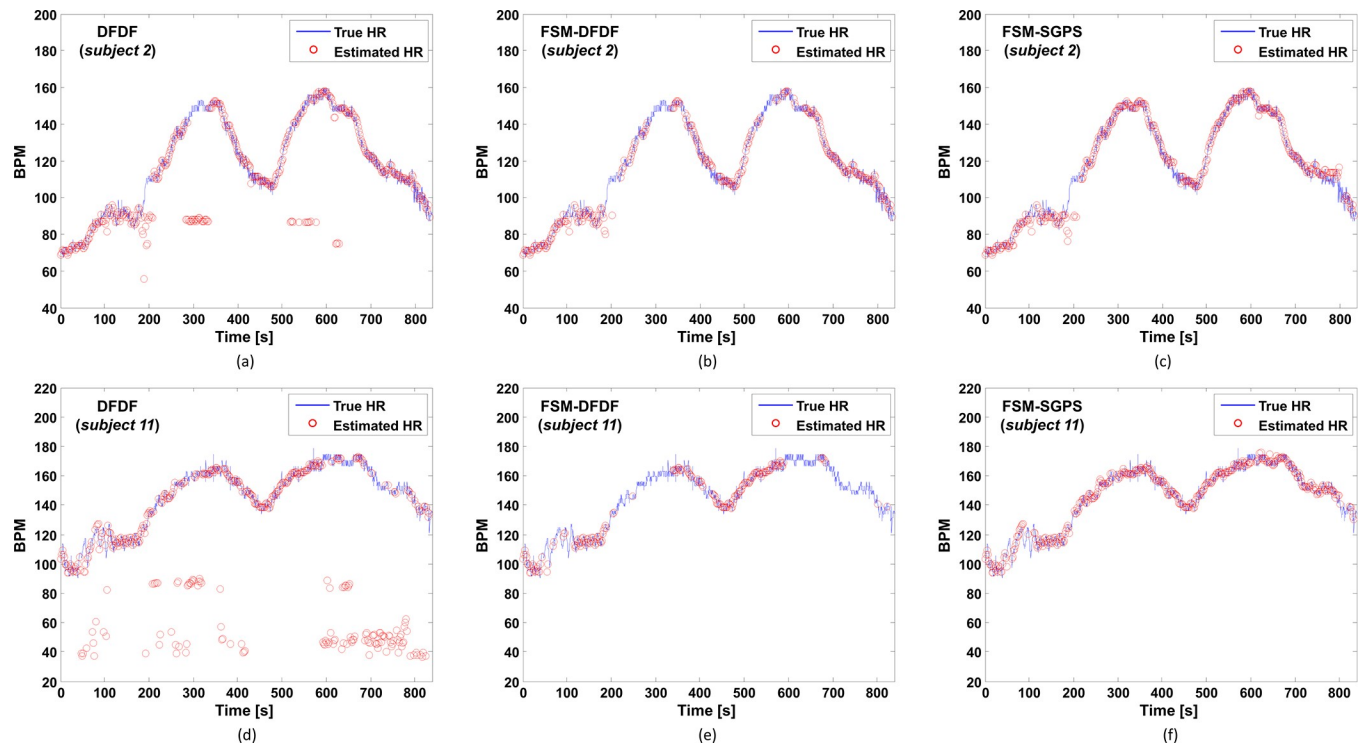 DFDF
(subject 2)
True HR
Estimated HR
BPM
200
180
160
140
120
100
80
60
40
0 100 200 300 400 500 600 700 800
Time [s]
(a)
FSM-DFDF
(subject 2)
True HR
Estimated HR
BPM
200
180
160
140
120
100
80
60
40
0 100 200 300 400 500 600 700 800
Time [s]
(b)
FSM-SGPS
(subject 2)
True HR
Estimated HR
BPM
200
180
160
140
120
100
80
60
40
0 100 200 300 400 500 600 700 800
Time [s]
(c)
DFDF
(subject 11)
True HR
Estimated HR
BPM
220
200
180
160
140
120
100
80
60
40
20
0 100 200 300 400 500 600 700 800
Time [s]
(d)
FSM-DFDF
(subject 11)
True HR
Estimated HR
BPM
220
200
180
160
140
120
100
80
60
40
20
0 100 200 300 400 500 600 700 800
Time [s]
(e)
FSM-SGPS
(subject 11)
True HR
Estimated HR
BPM
220
200
180
160
140
120
100
80
60
40
20
0 100 200 300 400 500 600 700 800
Time [s]
(f)